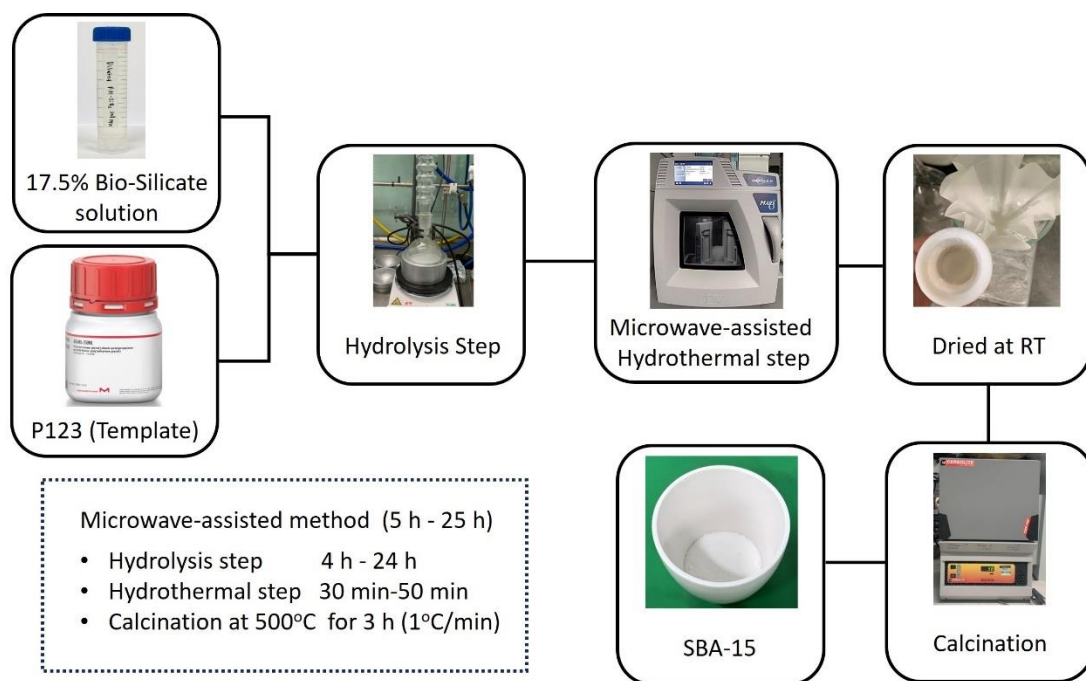 17.5% Bio-Silicate
solution
P123 (Template)
Hydrolysis Step
Microwave-assisted
Hydrothermal step
Dried at RT
Calcination
SBA-15
Microwave-assisted method (5 h - 25 h)
• Hydrolysis step 4 h - 24 h
• Hydrothermal step 30 min-50 min
• Calcination at 500°C for 3 h (1°C/min)